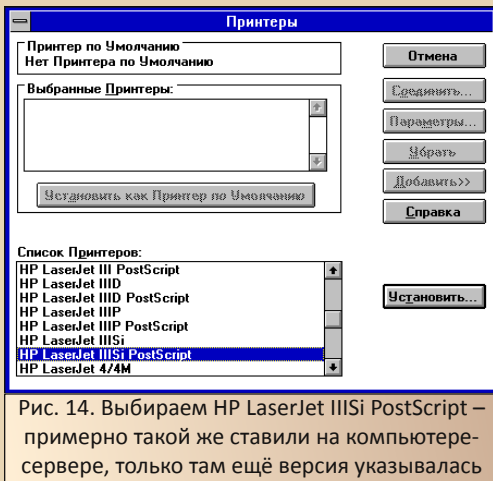 Принтеры
Принтер по Умолчанию
Нет Принтера по Умолчанию
Отмена
Выбранные Принтеры:
Соединить...
Параметры...
Убрать
Добавить>>
Установить как Принтер по Умолчанию
Справка
Список Принтеров:
HP LaserJet III PostScript
HP LaserJet IIID
HP LaserJet IIID PostScript
HP LaserJet IIIP
HP LaserJet IIIP PostScript
HP LaserJet IIISi
HP LaserJet IIISi PostScript
HP LaserJet 4/4M
Установить...
Рис. 14. Выбираем HP LaserJet IIISi PostScript –
примерно такой же ставили на компьютере-
сервере, только там ещё версия указывалась